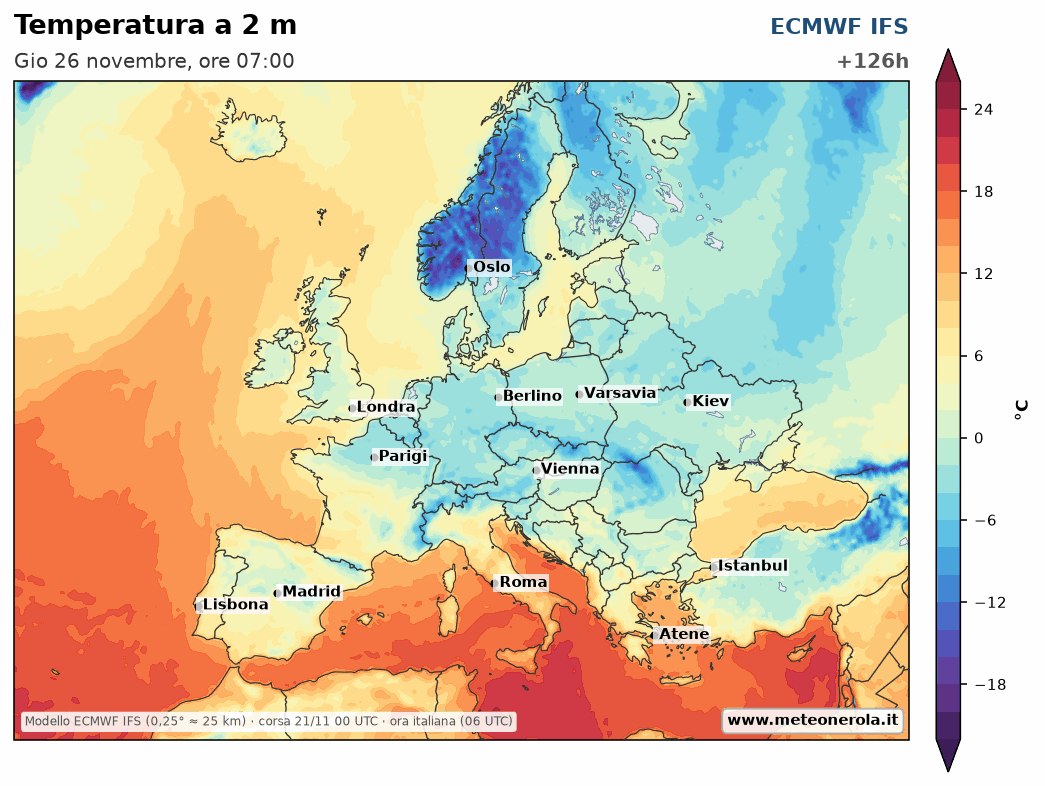 Temperatura a 2 m
ECMWF IFS
Gio 26 novembre, ore 07:00
+126h
24
18
12
6
0
−6
−12
−18
°C
Oslo
Londra
Berlino
Varsavia
Kiev
Parigi
Vienna
Istanbul
Roma
Madrid
Lisbona
Atene
Modello ECMWF IFS (0,25° ≈ 25 km) · corsa 21/11 00 UTC · ora italiana (06 UTC)
www.meteonerola.it